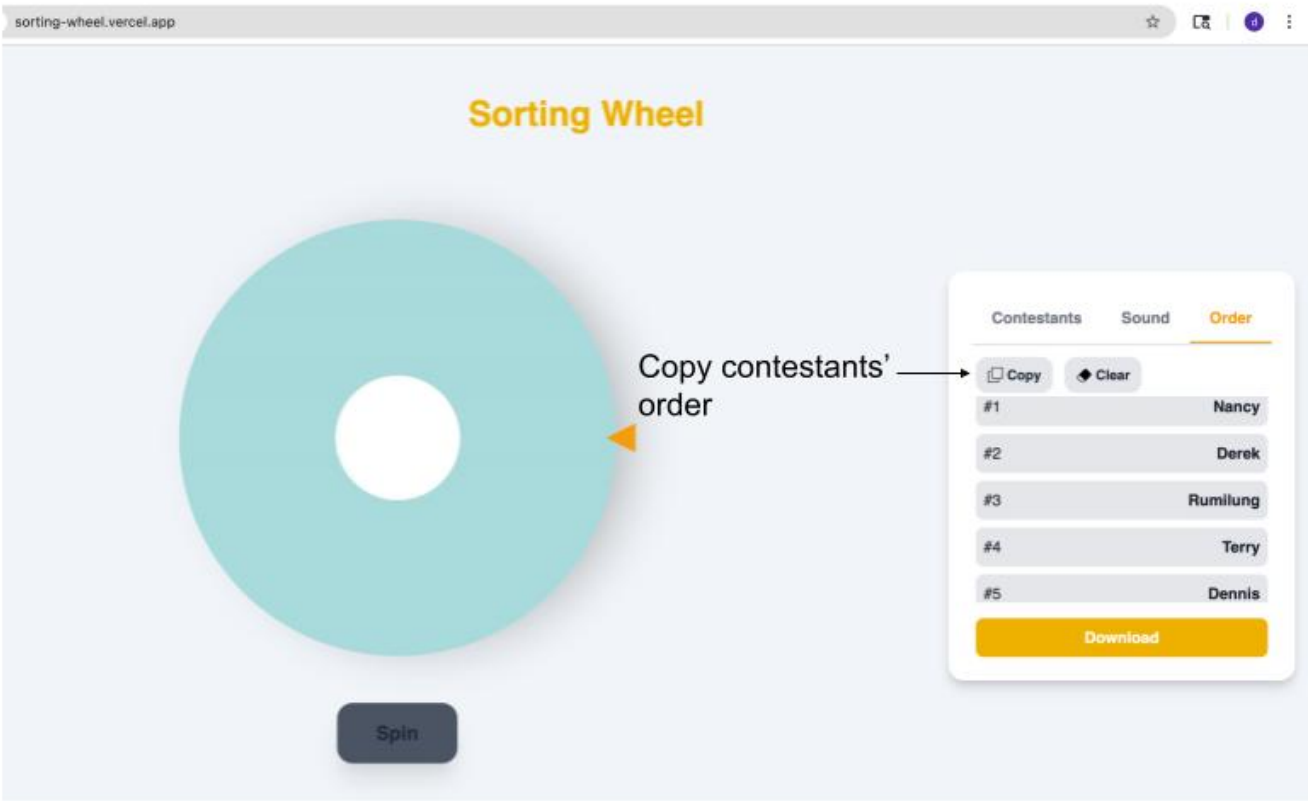 sorting-wheel.vercel.app
d
Sorting Wheel
Contestants Sound Order
Copy contestants'
order
Copy Clear
#1 Nancy
#2 Derek
#3 Rumilung
#4 Terry
#5 Dennis
Download
Spin